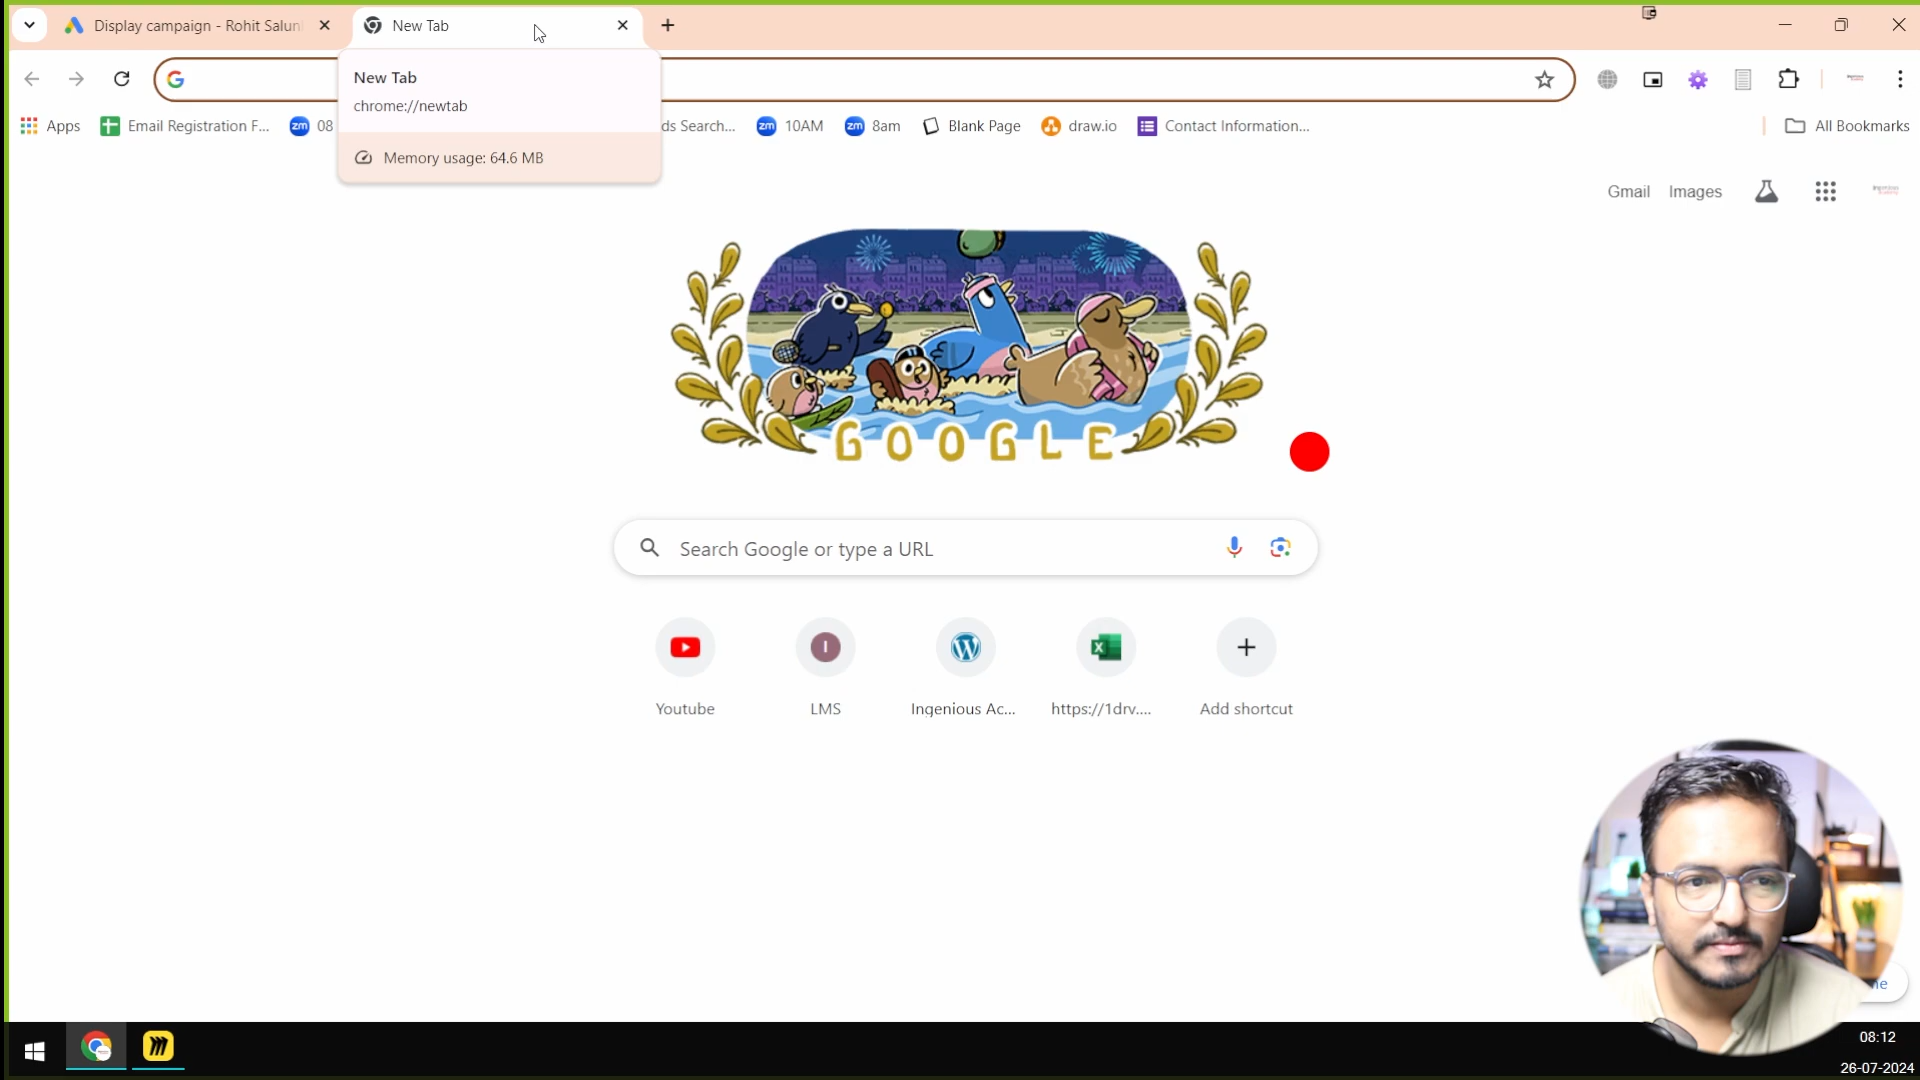 Display campaign - Rohit Salun
New Tab
New Tab
chrome://newtab
Memory usage: 64.6 MB
Apps
Email Registration F...
08
ds Search...
10AM
8am
Blank Page
draw.io
Contact Information...
All Bookmarks
Gmail
Images
GOOGLE
Search Google or type a URL
Youtube
LMS
Ingenious Ac...
https://1drv....
Add shortcut
08:12
26-07-2024